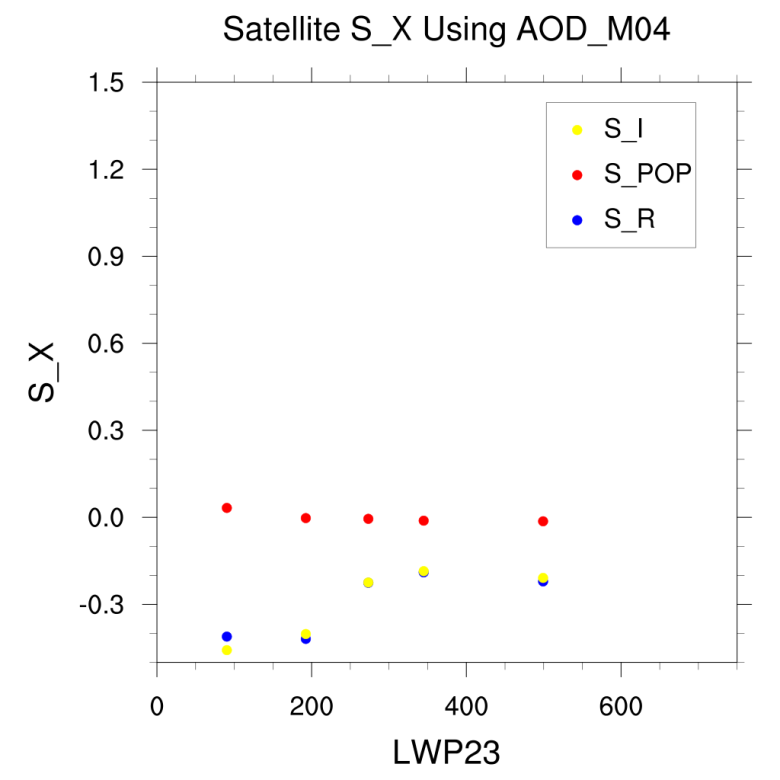 Satellite S_X Using AOD_M04
1.5
1.2
0.9
0.6
0.3
0.0
-0.3
S_X
S_I
S_POP
S_R
0 200 400 600
LWP23